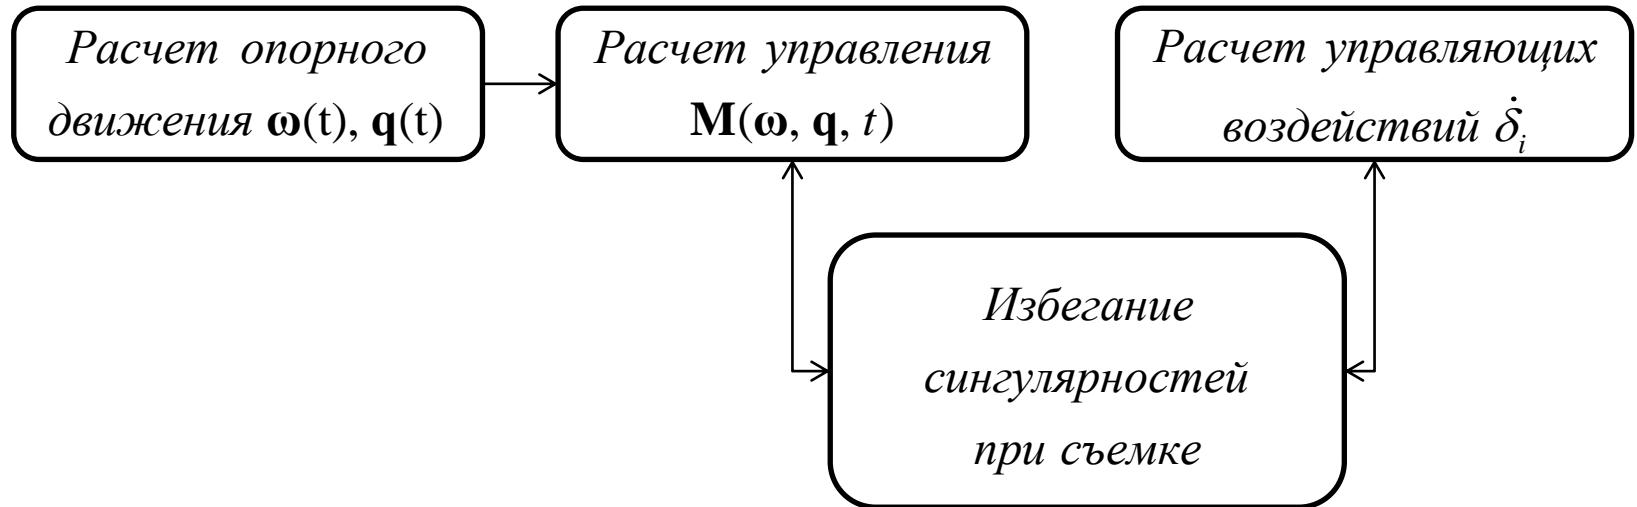 Расчет опорного
движения ω(t), q(t)
Расчет управления
M(ω, q, t)
Расчет управляющих
воздействий δ̇ᵢ
Избегание
сингулярностей
при съемке